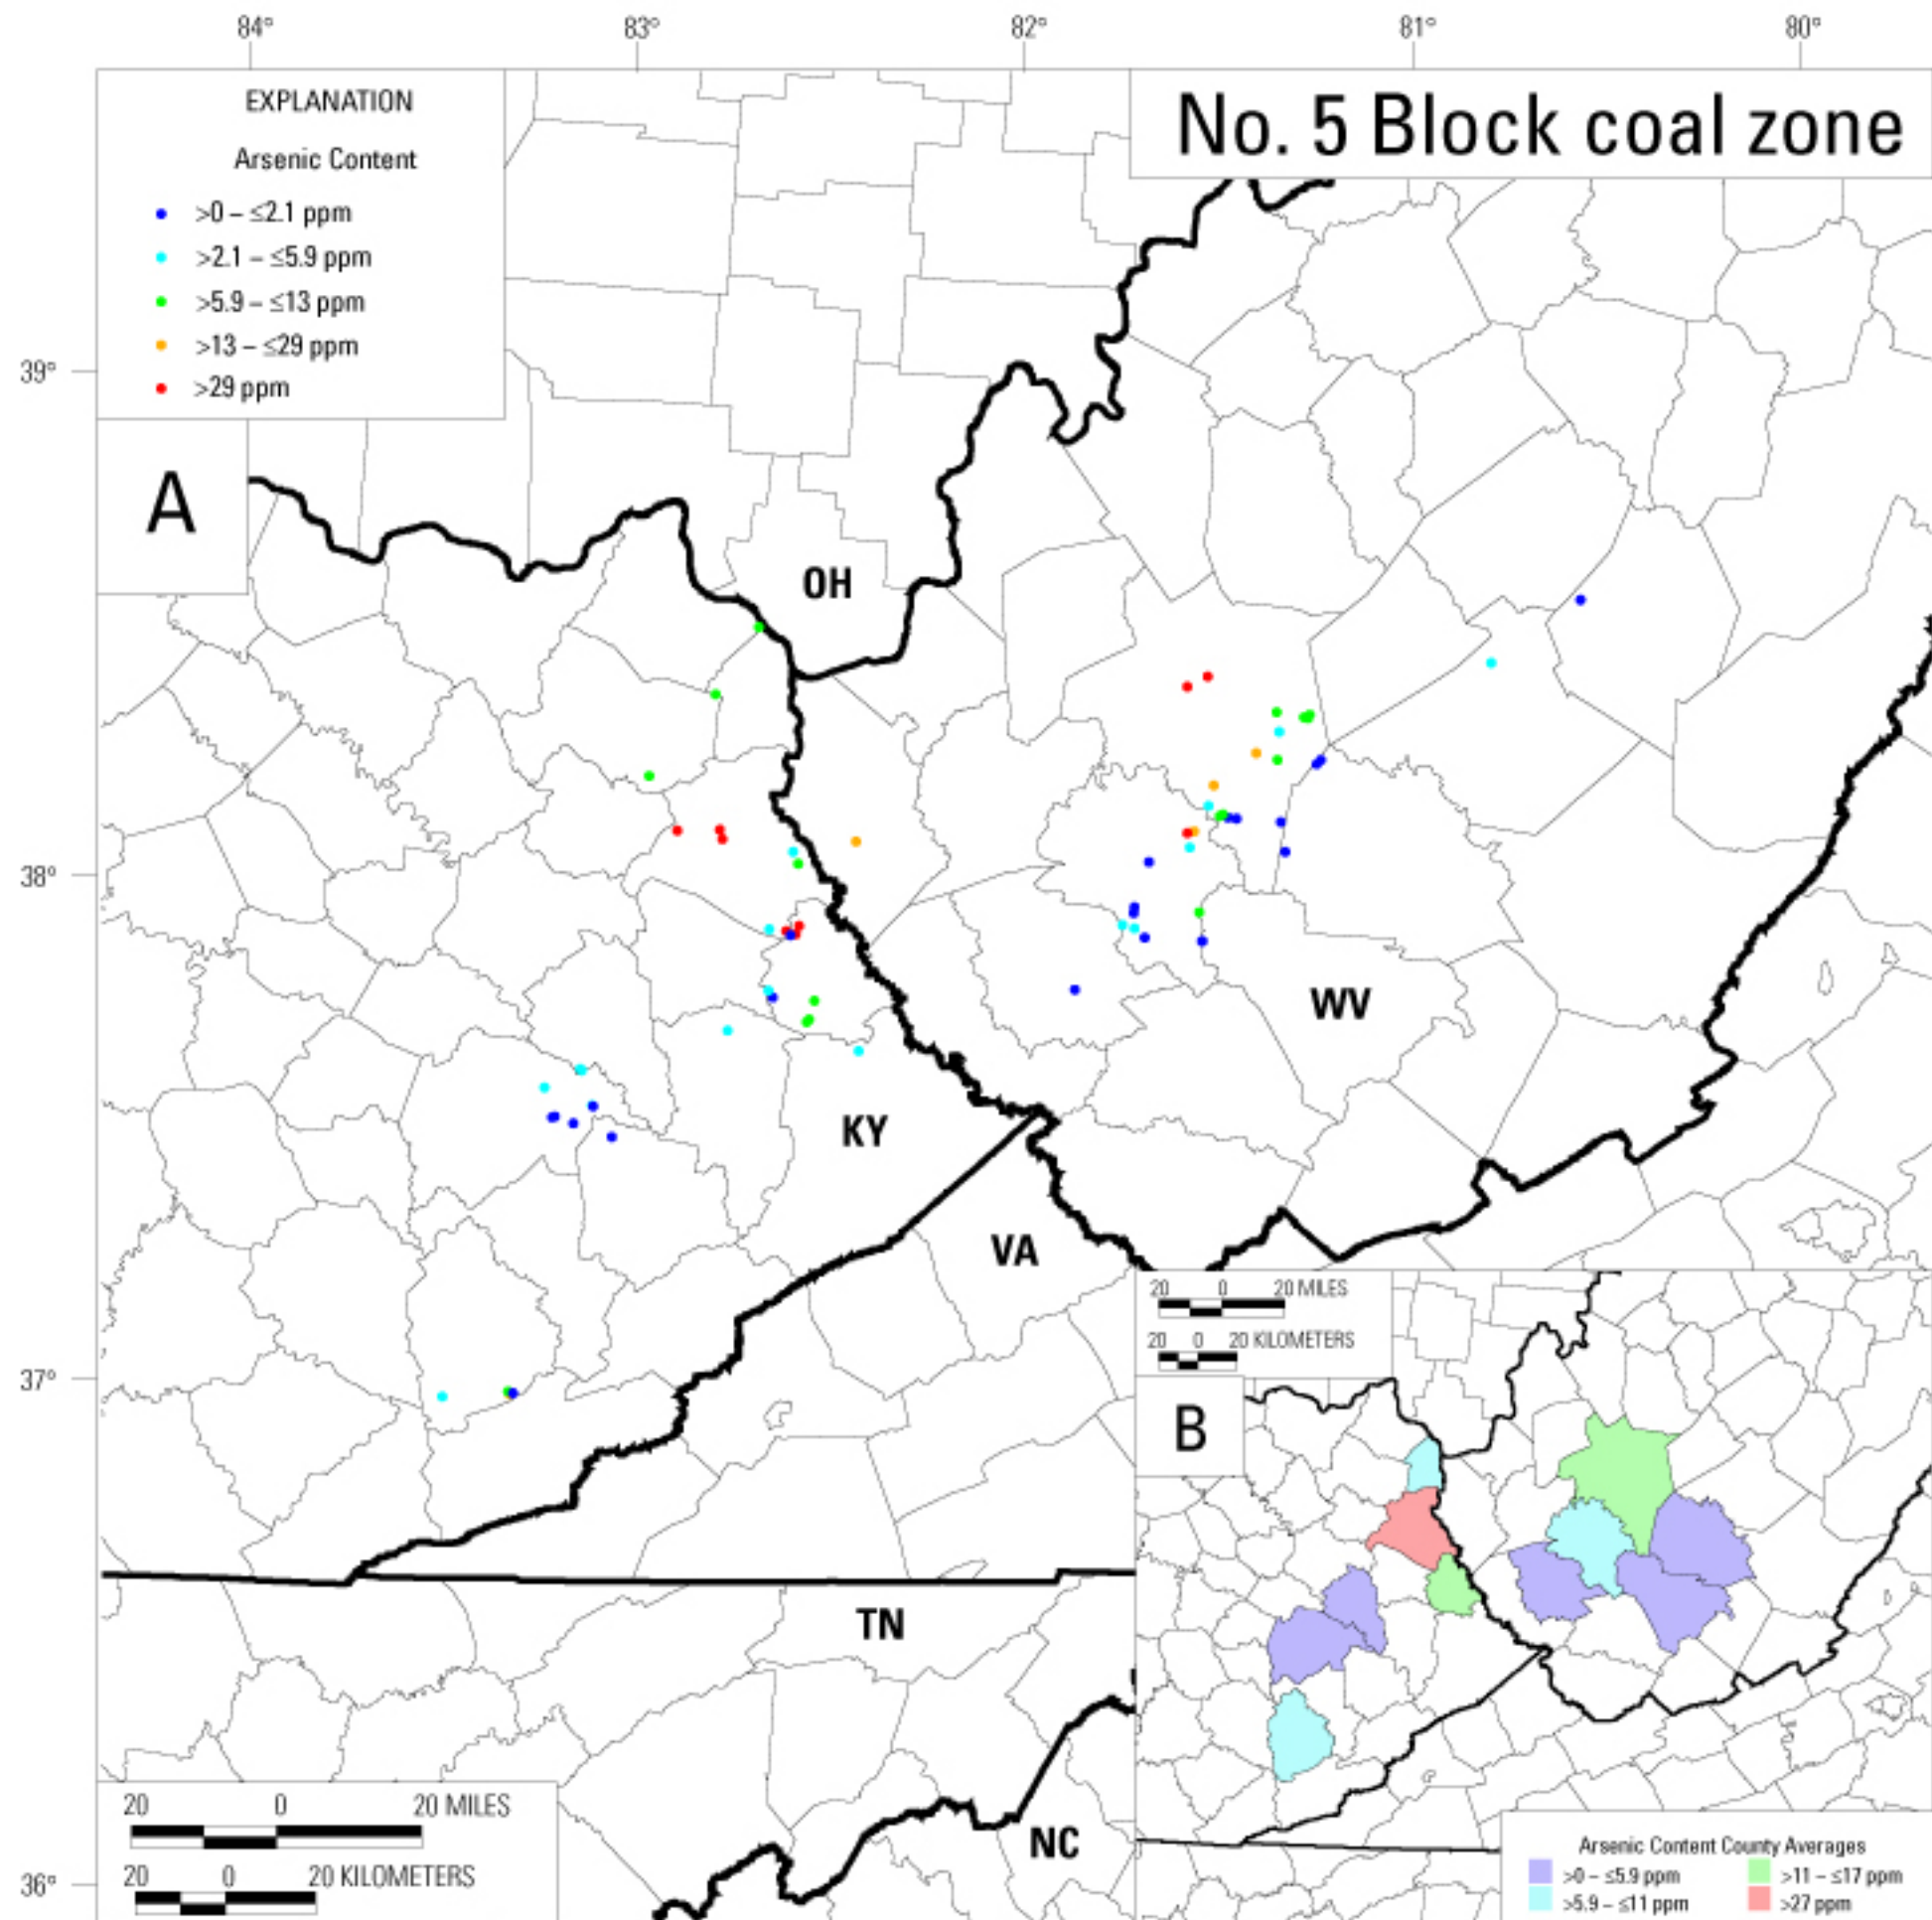 84° 83° 82° 81° 80°
No. 5 Block coal zone
EXPLANATION
Arsenic Content
>0 – ≤2.1 ppm
>2.1 – ≤5.9 ppm
>5.9 – ≤13 ppm
>13 – ≤29 ppm
>29 ppm
39°
A
OH
38°
WV
KY
VA
37°
20 0 20 MILES
20 0 20 KILOMETERS
B
TN
20 0 20 MILES
20 0 20 KILOMETERS
NC
36°
Arsenic Content County Averages
>0 – ≤5.9 ppm >11 – ≤17 ppm
>5.9 – ≤11 ppm >27 ppm